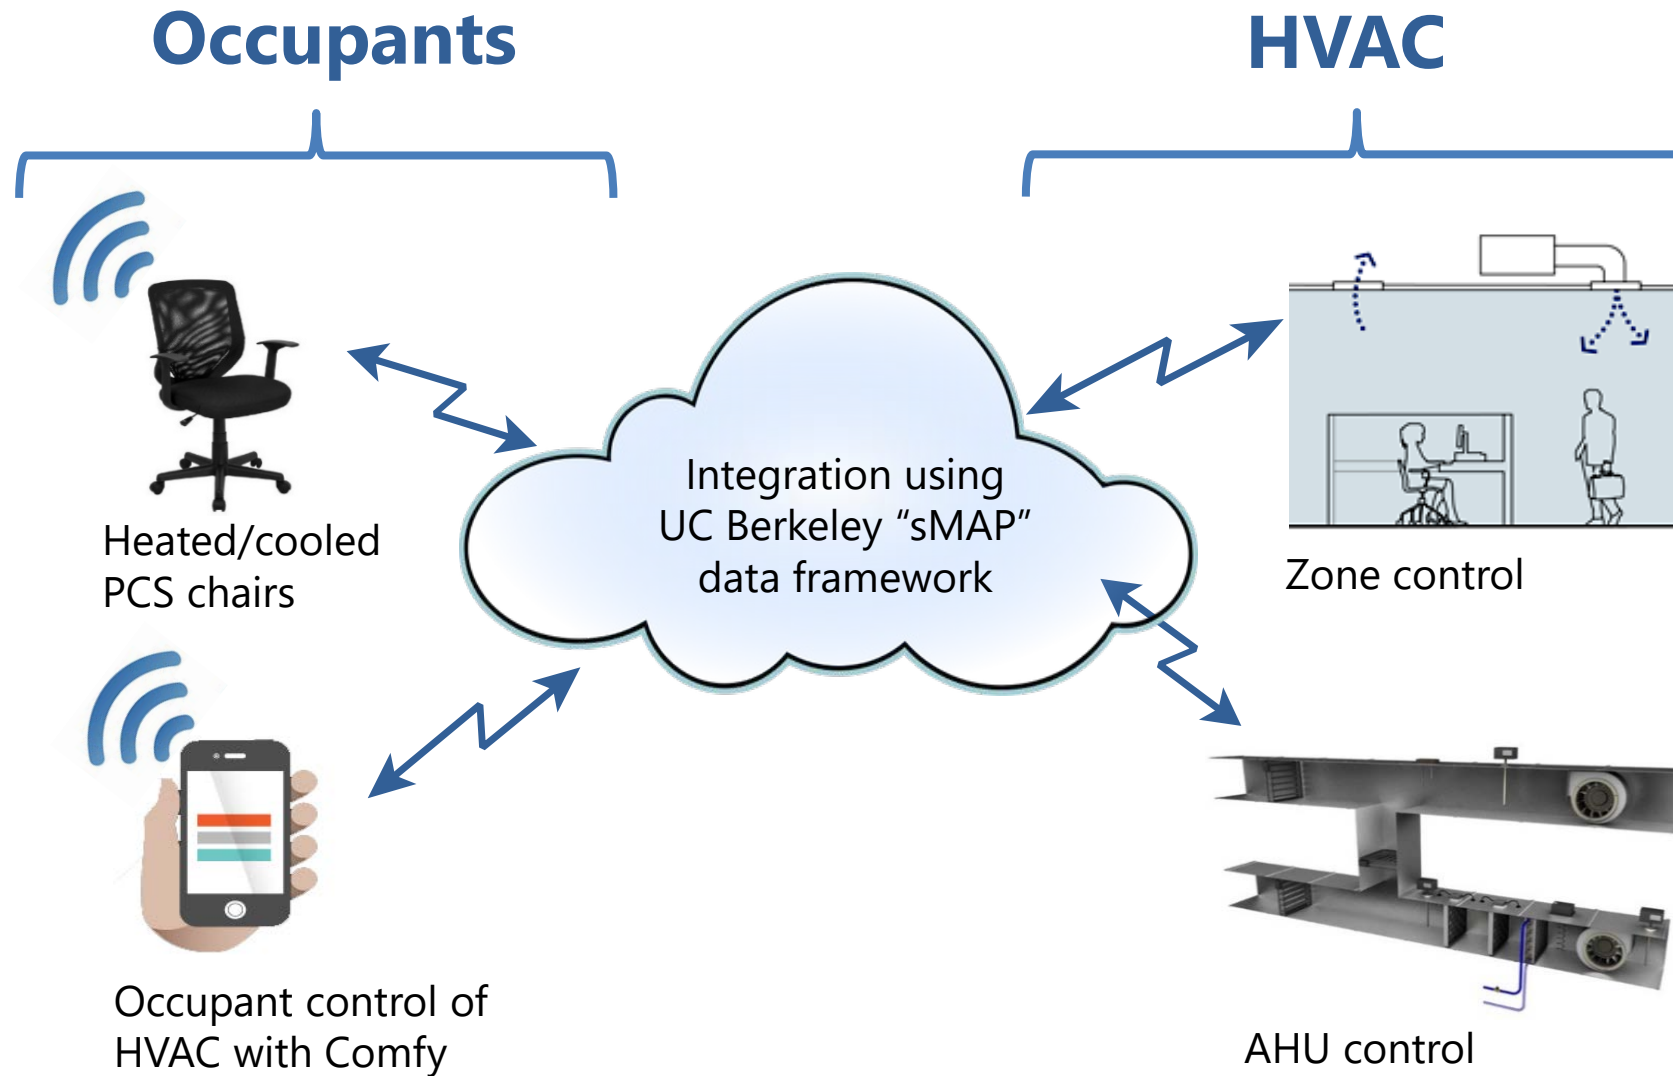 Occupants
HVAC
Heated/cooled
PCS chairs
Integration using
UC Berkeley “sMAP”
data framework
Zone control
Occupant control of
HVAC with Comfy
AHU control